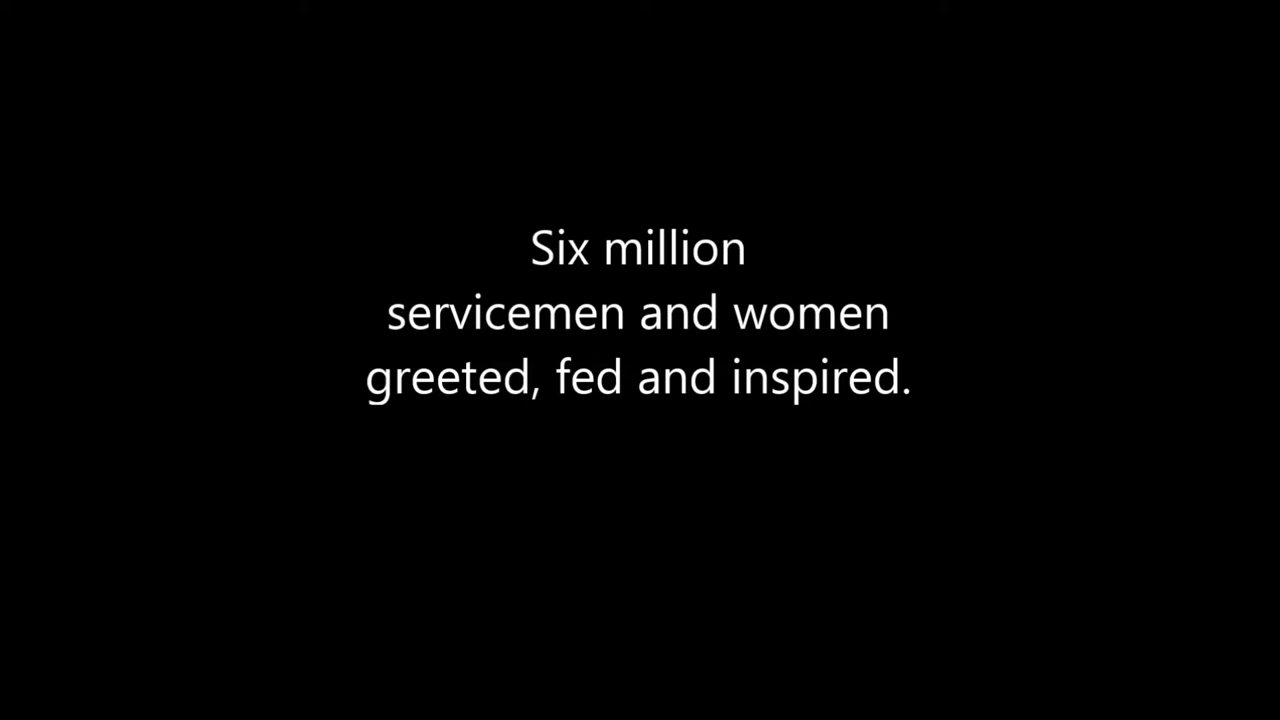 Six million
servicemen and women
greeted, fed and inspired.